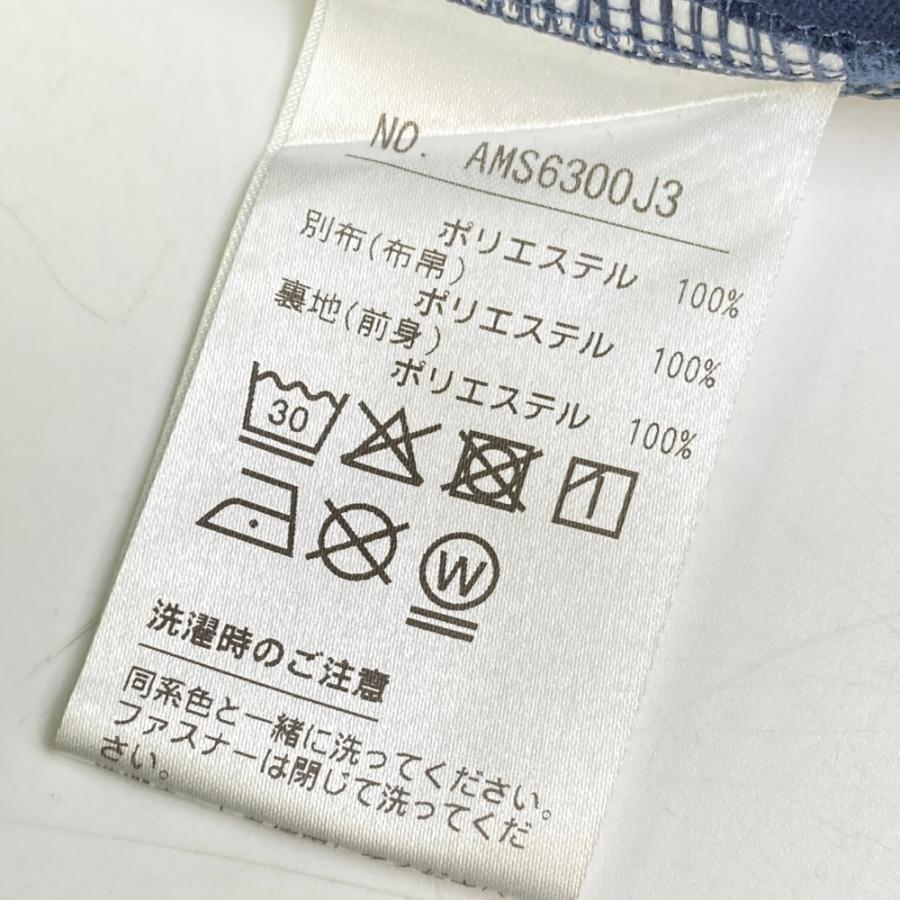 NO. AMS6300J3
ポリエステル 100%
別布(布帛)
ポリエステル 100%
裏地(前身)
ポリエステル 100%
30
W
洗濯時のご注意
同系色と一緒に洗ってください。
ファスナーは閉じて洗ってくだ
さい。